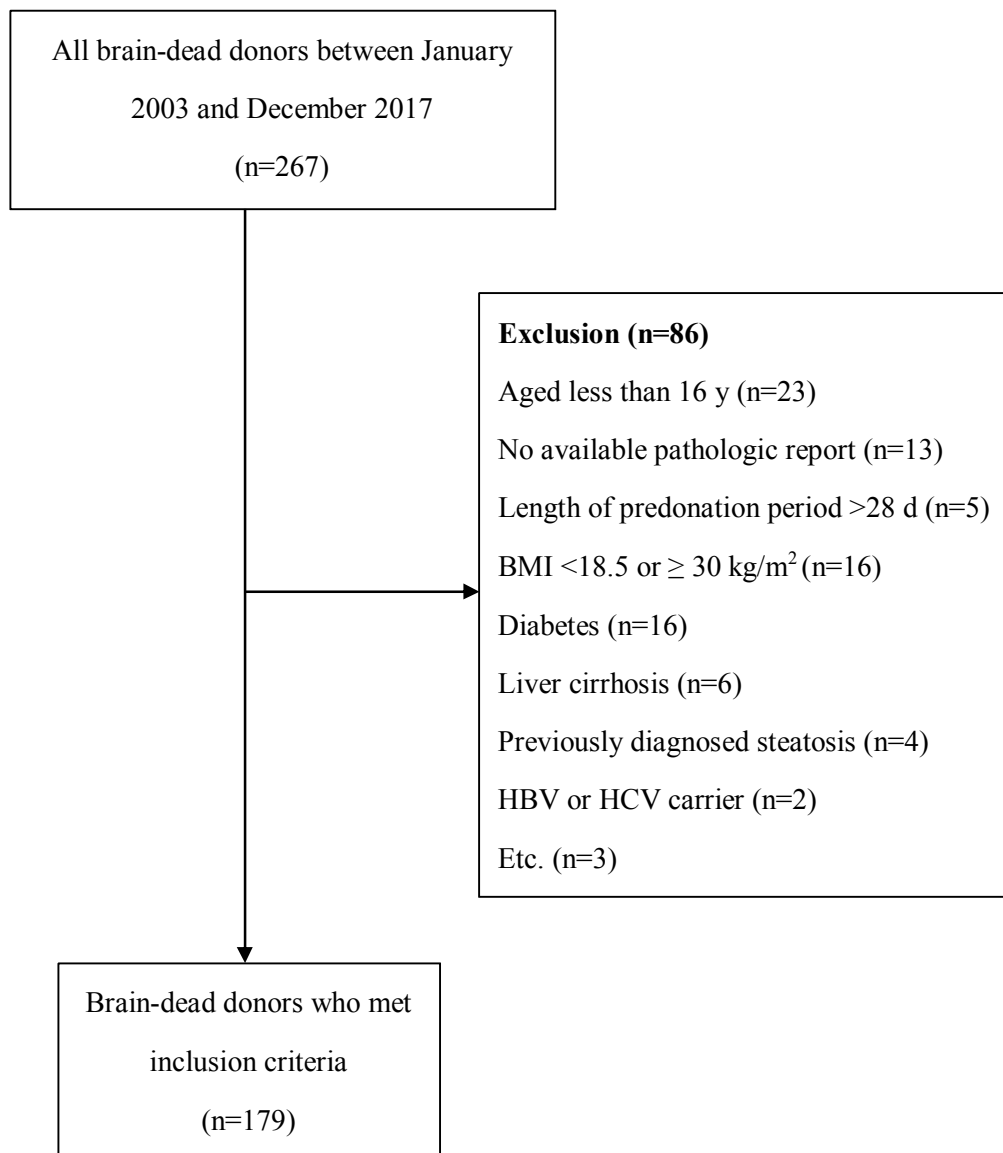 All brain-dead donors between January
2003 and December 2017
(n=267)
Exclusion (n=86)
Aged less than 16 y (n=23)
No available pathologic report (n=13)
Length of predonation period >28 d (n=5)
BMI <18.5 or ≥ 30 kg/m² (n=16)
Diabetes (n=16)
Liver cirrhosis (n=6)
Previously diagnosed steatosis (n=4)
HBV or HCV carrier (n=2)
Etc. (n=3)
Brain-dead donors who met
inclusion criteria
(n=179)